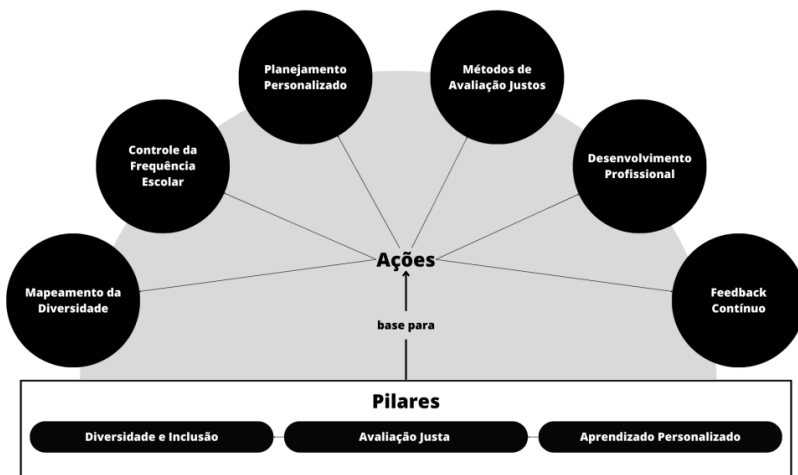 Planejamento
Personalizado
Métodos de
Avaliação Justos
Controle da
Frequência
Escolar
Desenvolvimento
Profissional
Mapeamento da
Diversidade
Ações
Feedback
Contínuo
base para
Pilares
Diversidade e Inclusão
Avaliação Justa
Aprendizado Personalizado